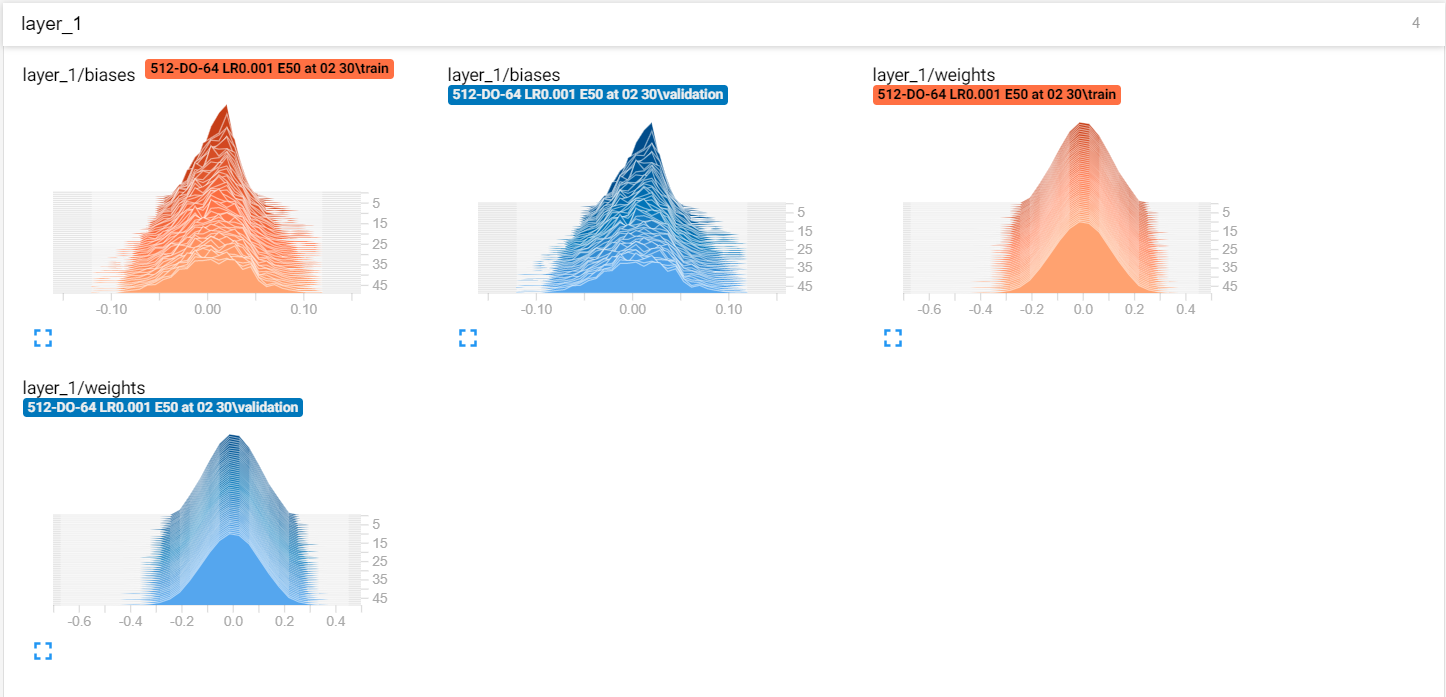 layer_1 4
layer_1/biases 512-DO-64 LR0.001 E50 at 02 30\train
5
15
25
35
45
-0.10 0.00 0.10
layer_1/biases
512-DO-64 LR0.001 E50 at 02 30\validation
5
15
25
35
45
-0.10 0.00 0.10
layer_1/weights
512-DO-64 LR0.001 E50 at 02 30\train
5
15
25
35
45
-0.6 -0.4 -0.2 0.0 0.2 0.4
layer_1/weights
512-DO-64 LR0.001 E50 at 02 30\validation
5
15
25
35
45
-0.6 -0.4 -0.2 0.0 0.2 0.4